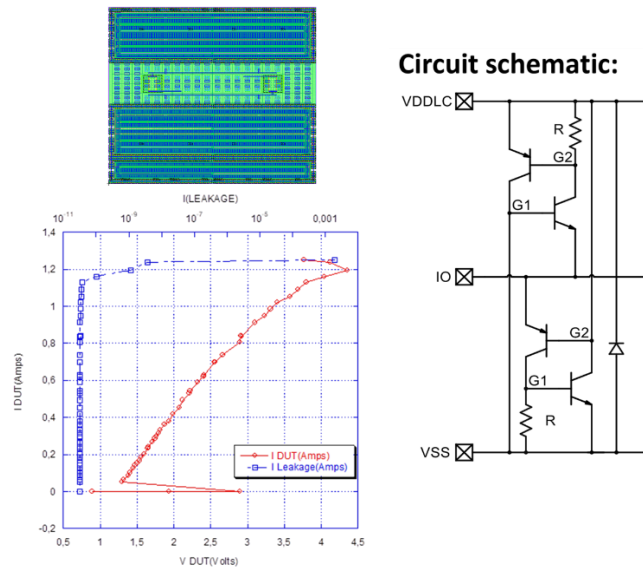 Circuit schematic:
VDDLC
R
G2
G1
IO
G2
G1
R
VSS
I(LEAKAGE)
10-11 10-9 10-7 10-5 0,001
1,4
1,2
1
0,8
0,6
0,4
0,2
0
-0,2
I DUT(Amps)
I DUT(Amps)
I Leakage(Amps)
0,5 1 1,5 2 2,5 3 3,5 4 4,5
V DUT(Volts)